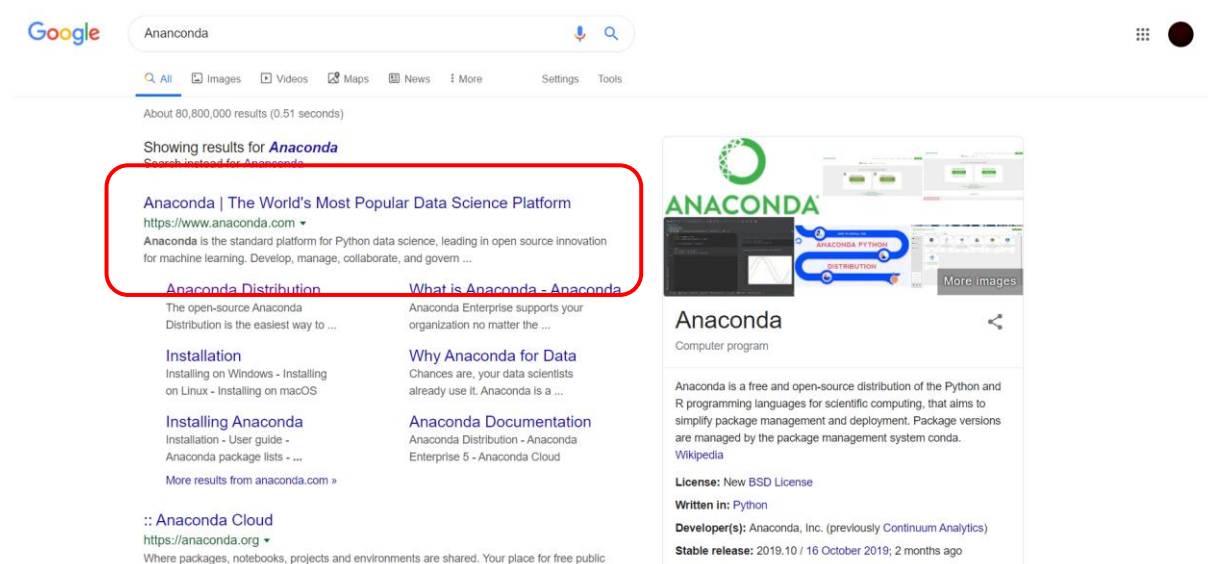 Google
Ananconda
All Images Videos Maps News More Settings Tools
About 80,800,000 results (0.51 seconds)
Showing results for Anaconda
Search instead for Ananconda
Anaconda | The World's Most Popular Data Science Platform
https://www.anaconda.com
Anaconda is the standard platform for Python data science, leading in open source innovation
for machine learning. Develop, manage, collaborate, and govern ...
Anaconda Distribution
The open-source Anaconda
Distribution is the easiest way to ...
What is Anaconda - Anaconda
Anaconda Enterprise supports your
organization no matter the ...
Installation
Installing on Windows - Installing
on Linux - Installing on macOS
Why Anaconda for Data
Chances are, your data scientists
already use it. Anaconda is a ...
Installing Anaconda
Installation - User guide -
Anaconda package lists - ...
Anaconda Documentation
Anaconda Distribution - Anaconda
Enterprise 5 - Anaconda Cloud
More results from anaconda.com »
:: Anaconda Cloud
https://anaconda.org
Where packages, notebooks, projects and environments are shared. Your place for free public
ANACONDA
ANACONDA PYTHON
DISTRIBUTION
More images
Anaconda
Computer program
Anaconda is a free and open-source distribution of the Python and
R programming languages for scientific computing, that aims to
simplify package management and deployment. Package versions
are managed by the package management system conda.
Wikipedia
License: New BSD License
Written in: Python
Developer(s): Anaconda, Inc. (previously Continuum Analytics)
Stable release: 2019.10 / 16 October 2019; 2 months ago